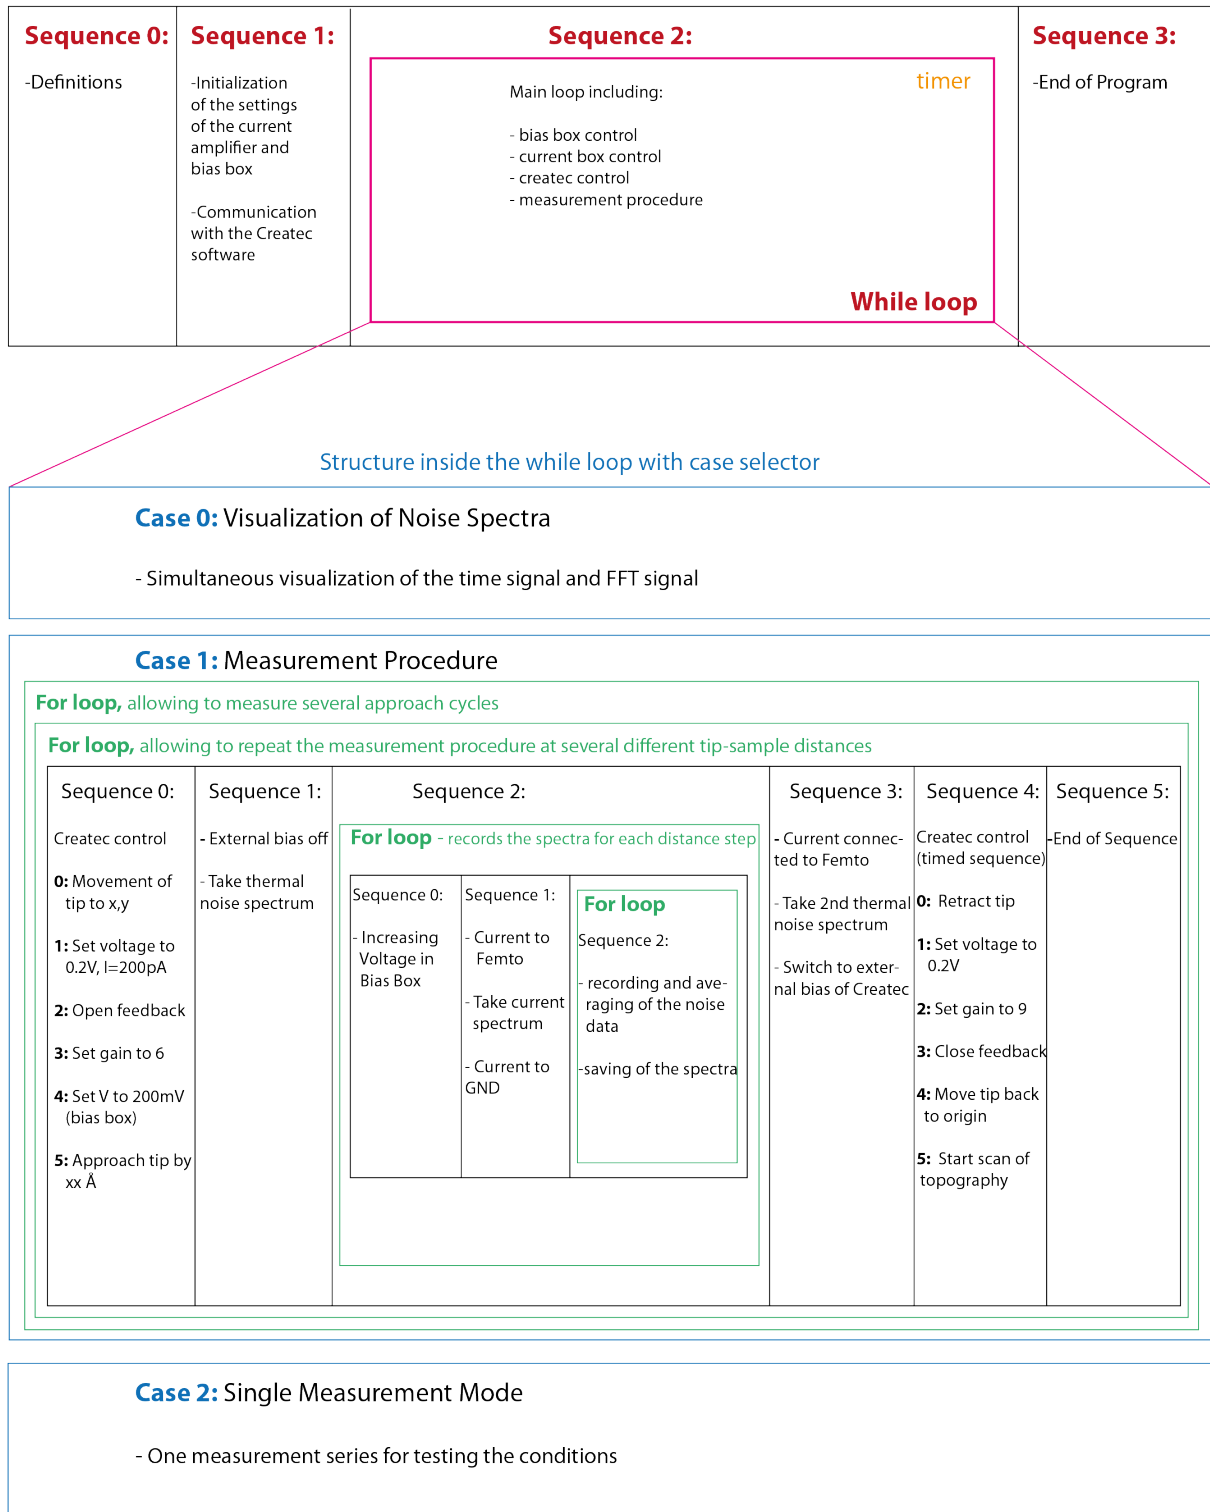 Sequence 0:
-Definitions
Sequence 1:
-Initialization
of the settings
of the current
amplifier and
bias box
-Communication
with the Createc
software
Sequence 2:
timer
Main loop including:
- bias box control
- current box control
- createc control
- measurement procedure
While loop
Sequence 3:
-End of Program
Structure inside the while loop with case selector
Case 0: Visualization of Noise Spectra
- Simultaneous visualization of the time signal and FFT signal
Case 1: Measurement Procedure
For loop, allowing to measure several approach cycles
For loop, allowing to repeat the measurement procedure at several different tip-sample distances
Sequence 0:
Createc control
0: Movement of
tip to x,y
1: Set voltage to
0.2V, I=200pA
2: Open feedback
3: Set gain to 6
4: Set V to 200mV
(bias box)
5: Approach tip by
xx Å
Sequence 1:
- External bias off
- Take thermal
noise spectrum
Sequence 2:
For loop - records the spectra for each distance step
Sequence 0:
- Increasing
Voltage in
Bias Box
Sequence 1:
- Current to
Femto
- Take current
spectrum
- Current to
GND
For loop
Sequence 2:
- recording and ave-
raging of the noise
data
-saving of the spectra
Sequence 3:
- Current connec-
ted to Femto
- Take 2nd thermal
noise spectrum
- Switch to exter-
nal bias of Createc
Sequence 4:
Createc control
(timed sequence)
0: Retract tip
1: Set voltage to
0.2V
2: Set gain to 9
3: Close feedback
4: Move tip back
to origin
5: Start scan of
topography
Sequence 5:
-End of Sequence
Case 2: Single Measurement Mode
- One measurement series for testing the conditions